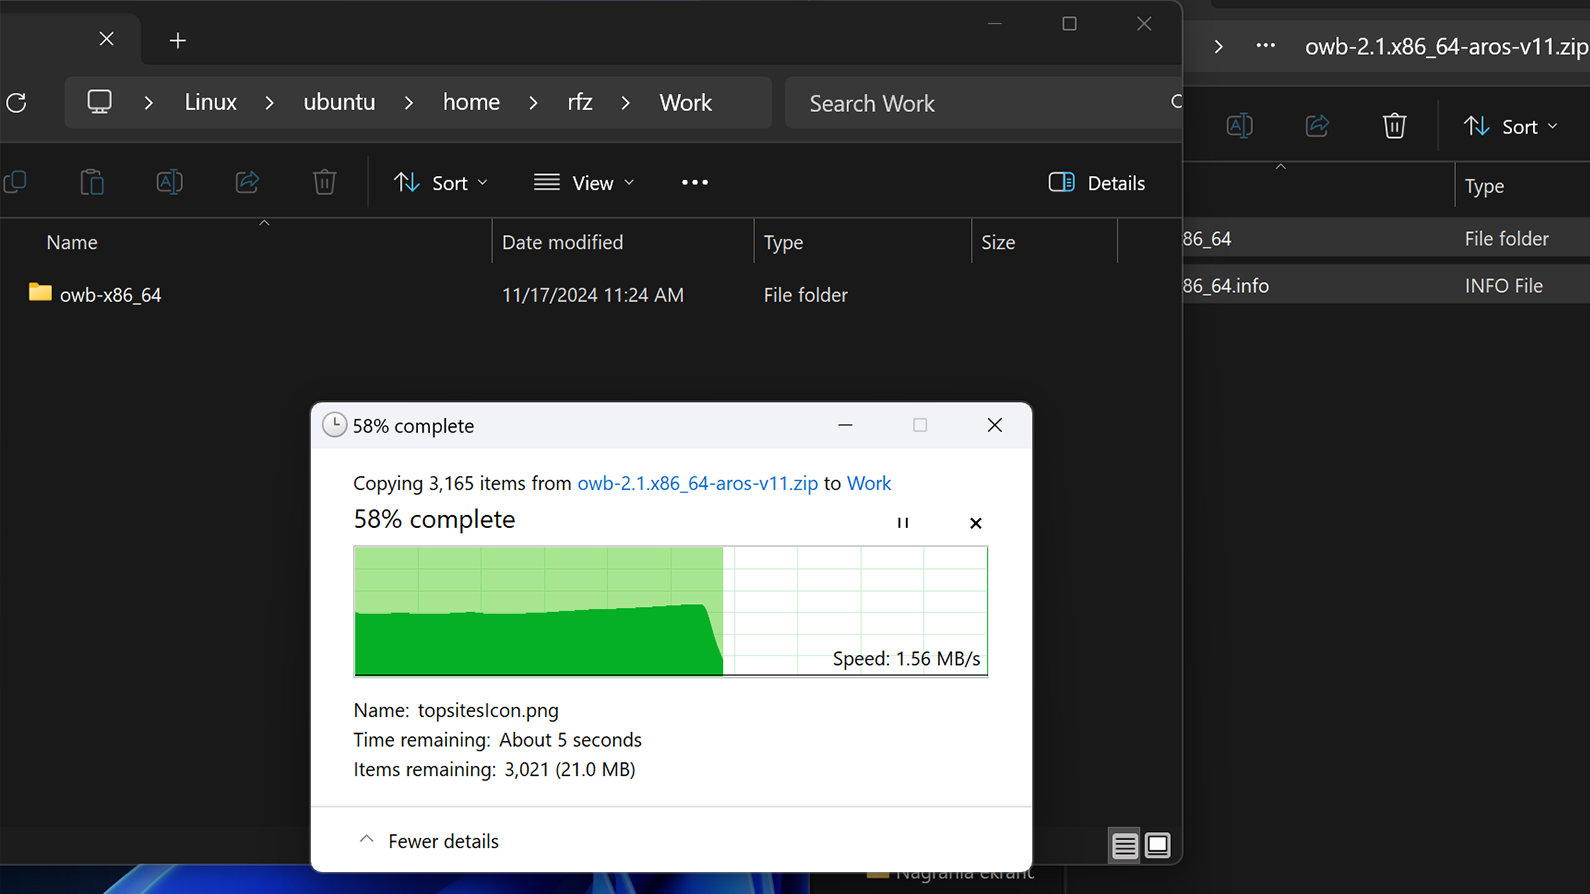 owb-2.1.x86_64-aros-v11.zip
Linux
ubuntu
home
rfz
Work
Search Work
Sort
Sort
View
Details
Type
Name
Date modified
Type
Size
86_64
File folder
owb-x86_64
11/17/2024 11:24 AM
File folder
86_64.info
INFO File
58% complete
Copying 3,165 items from owb-2.1.x86_64-aros-v11.zip to Work
58% complete
Speed: 1.56 MB/s
Name: topsitesIcon.png
Time remaining: About 5 seconds
Items remaining: 3,021 (21.0 MB)
Fewer details
Nagrania ekranu